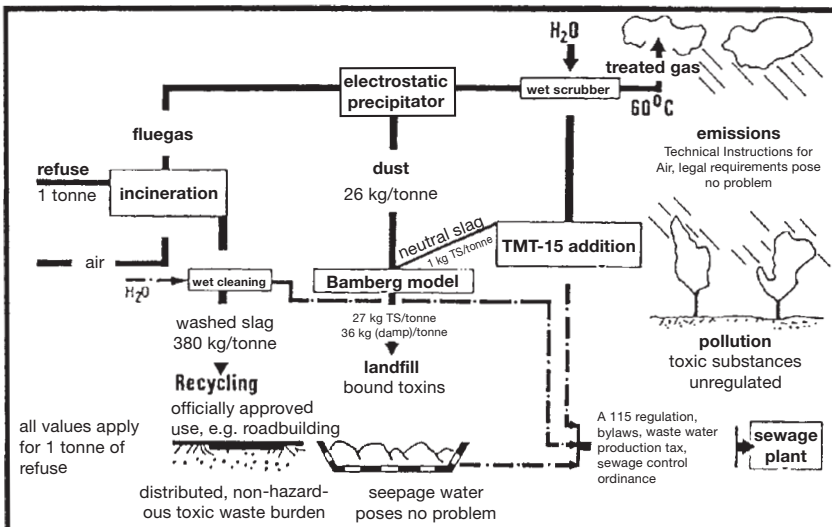 H₂O
treated gas
electrostatic
precipitator
wet scrubber
60⁰C
fluegas
emissions
Technical Instructions for
Air, legal requirements pose
no problem
refuse
1 tonne
incineration
dust
26 kg/tonne
neutral slag
1 kg TS/tonne
TMT-15 addition
air
H₂O
wet cleaning
Bamberg model
washed slag
380 kg/tonne
27 kg TS/tonne
36 kg (damp)/tonne
landfill
bound toxins
pollution
toxic substances
unregulated
Recycling
officially approved
use, e.g. roadbuilding
all values apply
for 1 tonne of
refuse
A 115 regulation,
bylaws, waste water
production tax,
sewage control
ordinance
sewage
plant
distributed, non-hazard-
ous toxic waste burden
seepage water
poses no problem